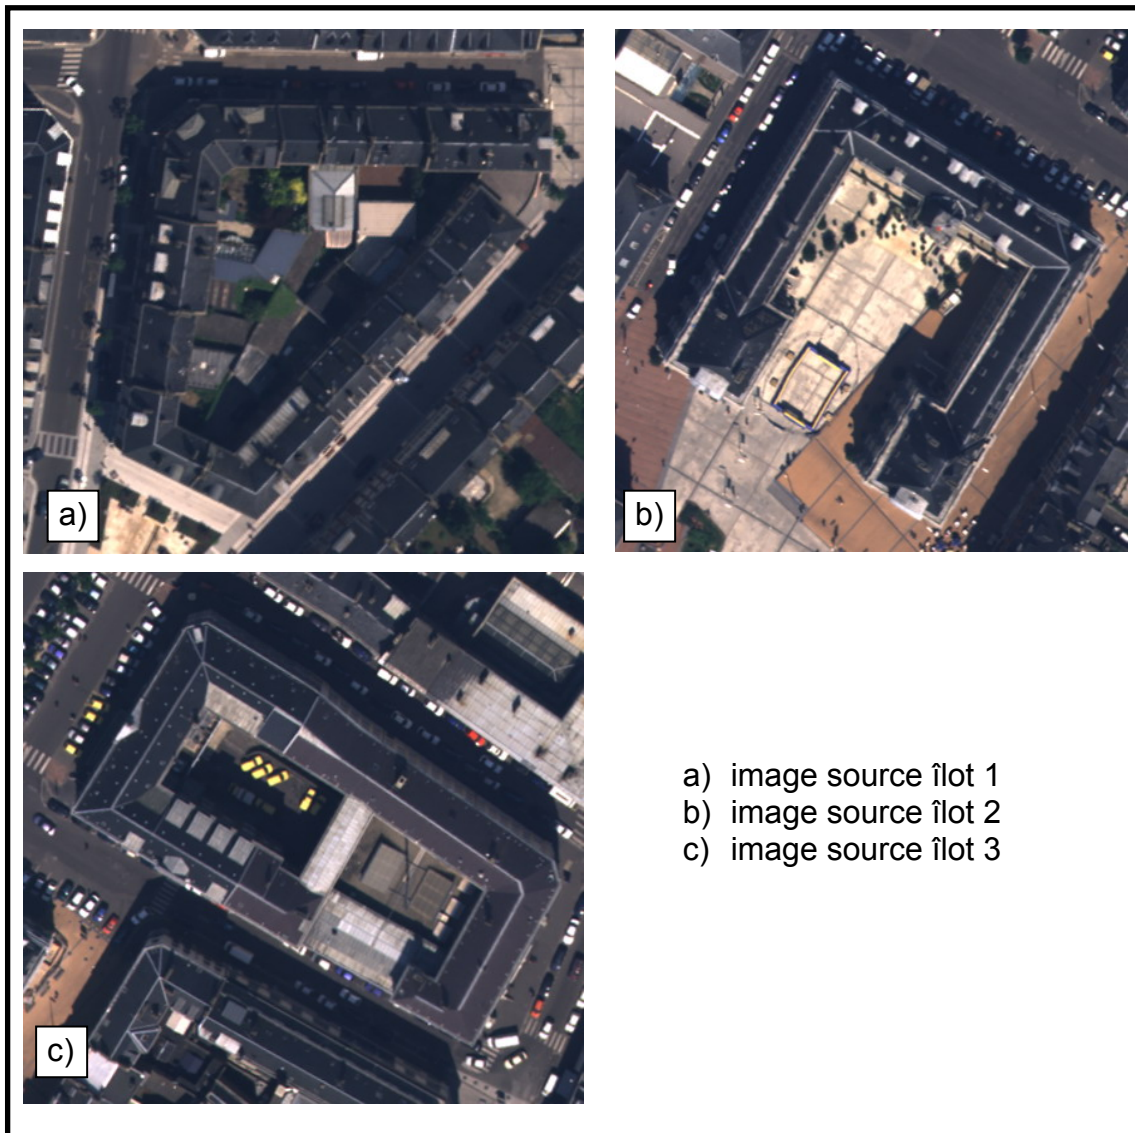 a)
b)
c)
a) image source îlot 1
b) image source îlot 2
c) image source îlot 3